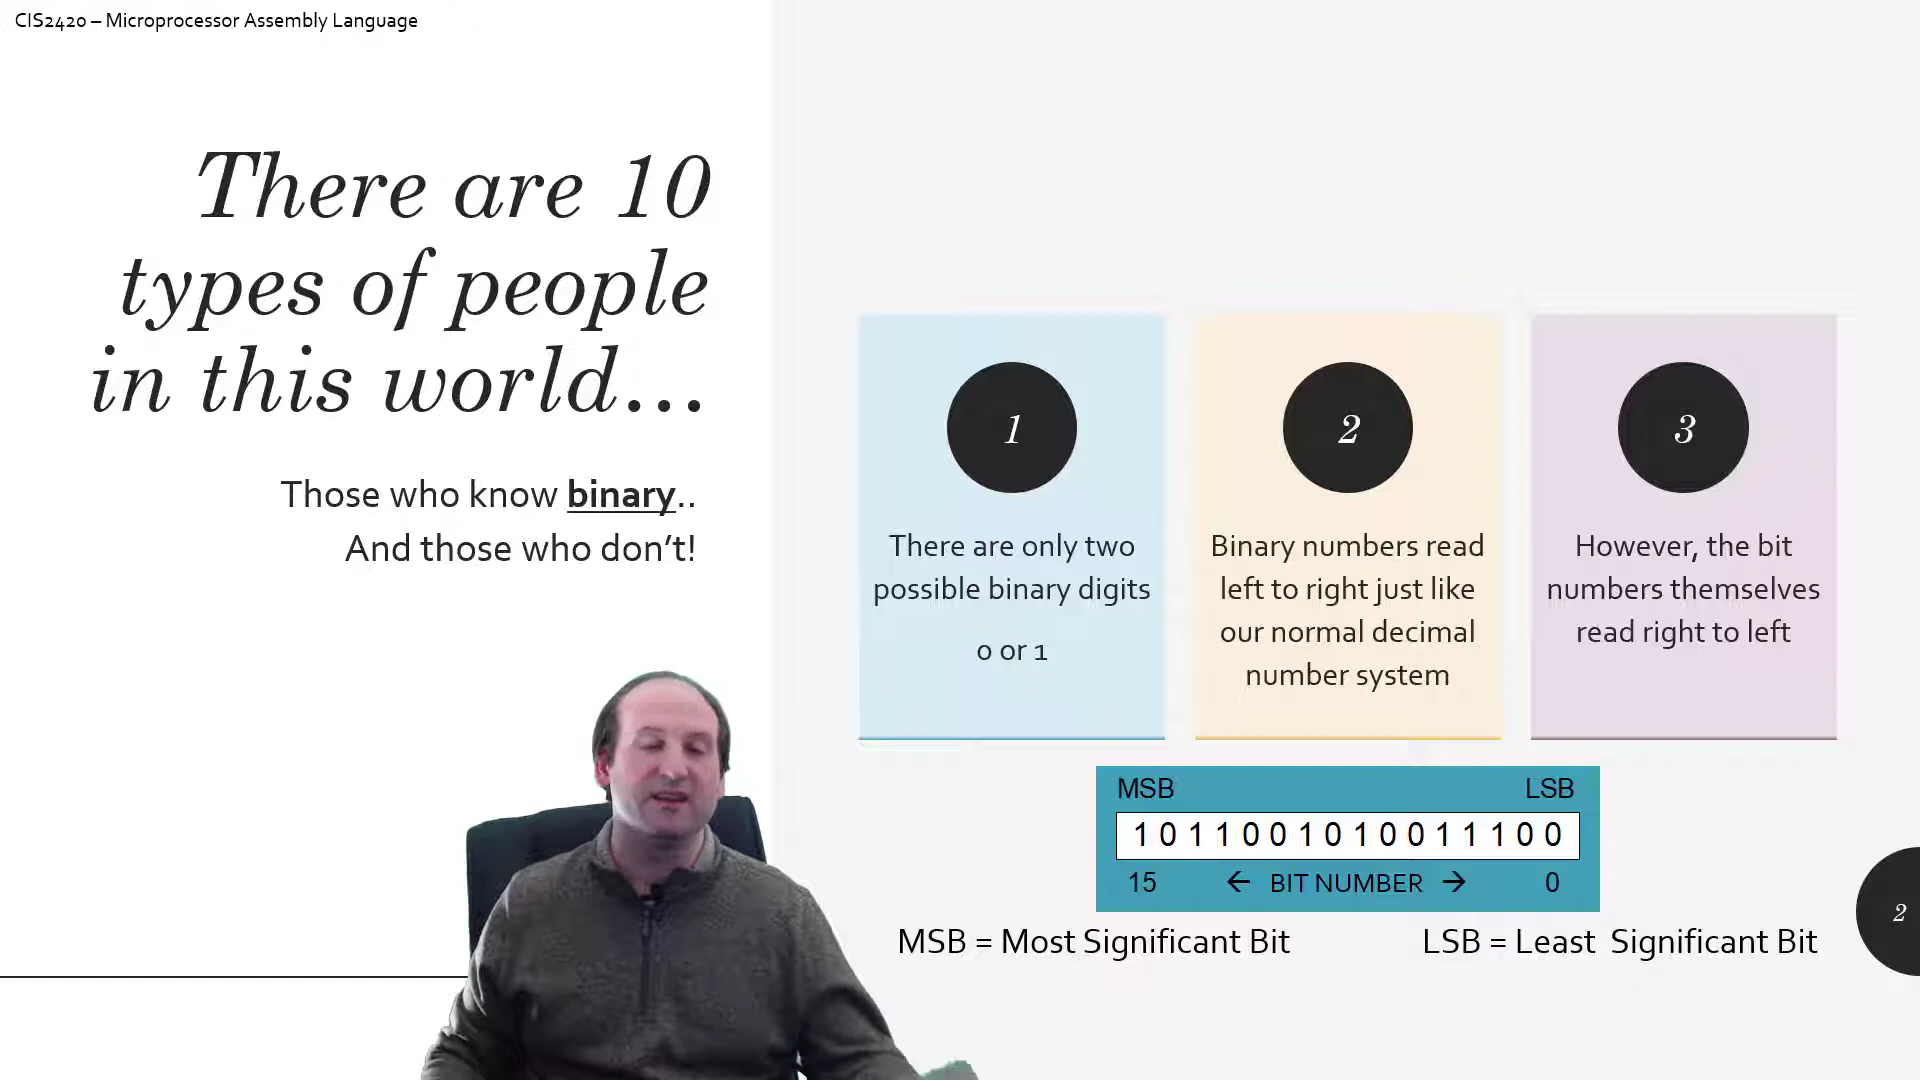 CIS2420 – Microprocessor Assembly Language
There are 10
types of people
in this world…
Those who know binary..
And those who don’t!
1
There are only two
possible binary digits
0 or 1
2
Binary numbers read
left to right just like
our normal decimal
number system
3
However, the bit
numbers themselves
read right to left
MSB LSB
1 0 1 1 0 0 1 0 1 0 0 1 1 1 0 0
15 ← BIT NUMBER → 0
MSB = Most Significant Bit LSB = Least Significant Bit
2